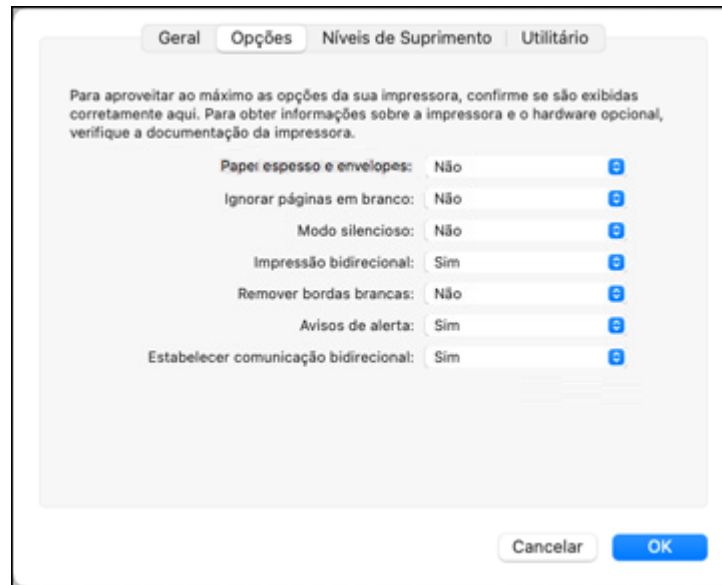 Geral Opções Níveis de Suprimento Utilitário
Para aproveitar ao máximo as opções da sua impressora, confirme se são exibidas
corretamente aqui. Para obter informações sobre a impressora e o hardware opcional,
verifique a documentação da impressora.
Papel espesso e envelopes: Não
Ignorar páginas em branco: Não
Modo silencioso: Não
Impressão bidirecional: Sim
Remover bordas brancas: Não
Avisos de alerta: Sim
Estabelecer comunicação bidirecional: Sim
Cancelar OK